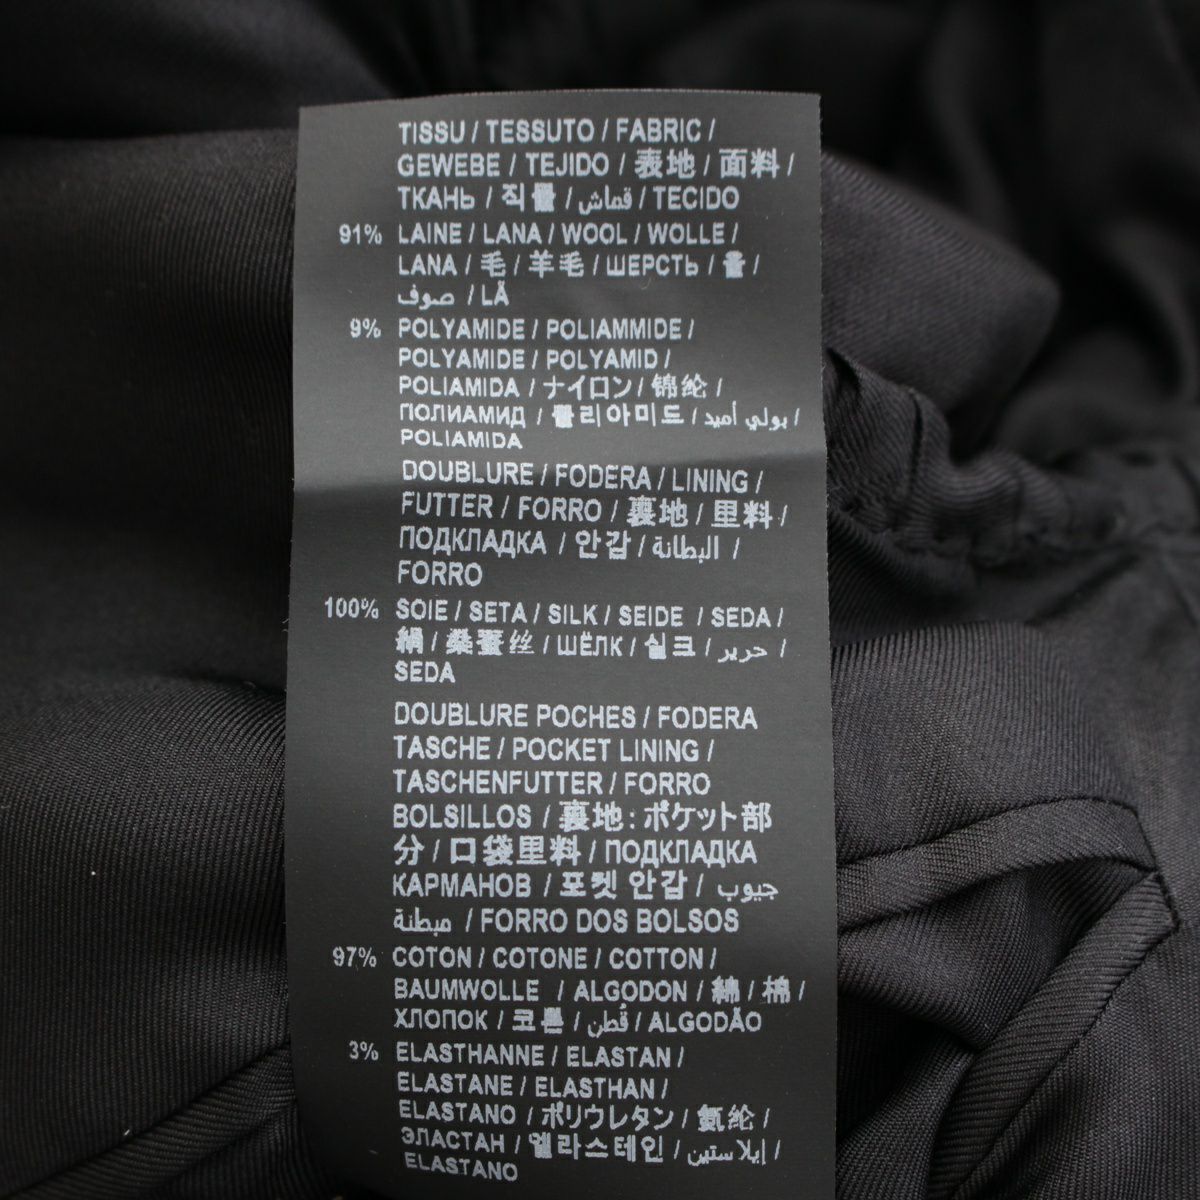 TISSU / TESSUTO / FABRIC /
GEWEBE / TEJIDO / 表地 / 面料 /
ТКАНЬ / 직물 / قماش / TECIDO
91% LAINE / LANA / WOOL / WOLLE /
LANA / 毛 / 羊毛 / ШЕРСТЬ / 울 /
صوف / LÃ
9% POLYAMIDE / POLIAMMIDE /
POLYAMIDE / POLYAMID /
POLIAMIDA / ナイロン / 锦纶 /
ПОЛИАМИД / 폴리아미드 / بولي أميد /
POLIAMIDA
DOUBLURE / FODERA / LINING /
FUTTER / FORRO / 裏地 / 里料 /
ПОДКЛАДКА / 안감 / البطانة /
FORRO
100% SOIE / SETA / SILK / SEIDE / SEDA /
絹 / 桑蚕丝 / ШЁЛК / 실크 / حرير /
SEDA
DOUBLURE POCHES / FODERA
TASCHE / POCKET LINING /
TASCHENFUTTER / FORRO
BOLSILLOS / 裏地:ポケット部
分 / 口袋里料 / ПОДКЛАДКА
КАРМАНОВ / 포켓 안감 / جيوب
مبطنة / FORRO DOS BOLSOS
97% COTON / COTONE / COTTON /
BAUMWOLLE / ALGODON / 綿 / 棉 /
ХЛОПОК / 코튼 / قُطن / ALGODÃO
3% ELASTHANNE / ELASTAN /
ELASTANE / ELASTHAN /
ELASTANO / ポリウレタン / 氨纶 /
ЭЛАСТАН / 엘라스테인 / إيلاستين /
ELASTANO